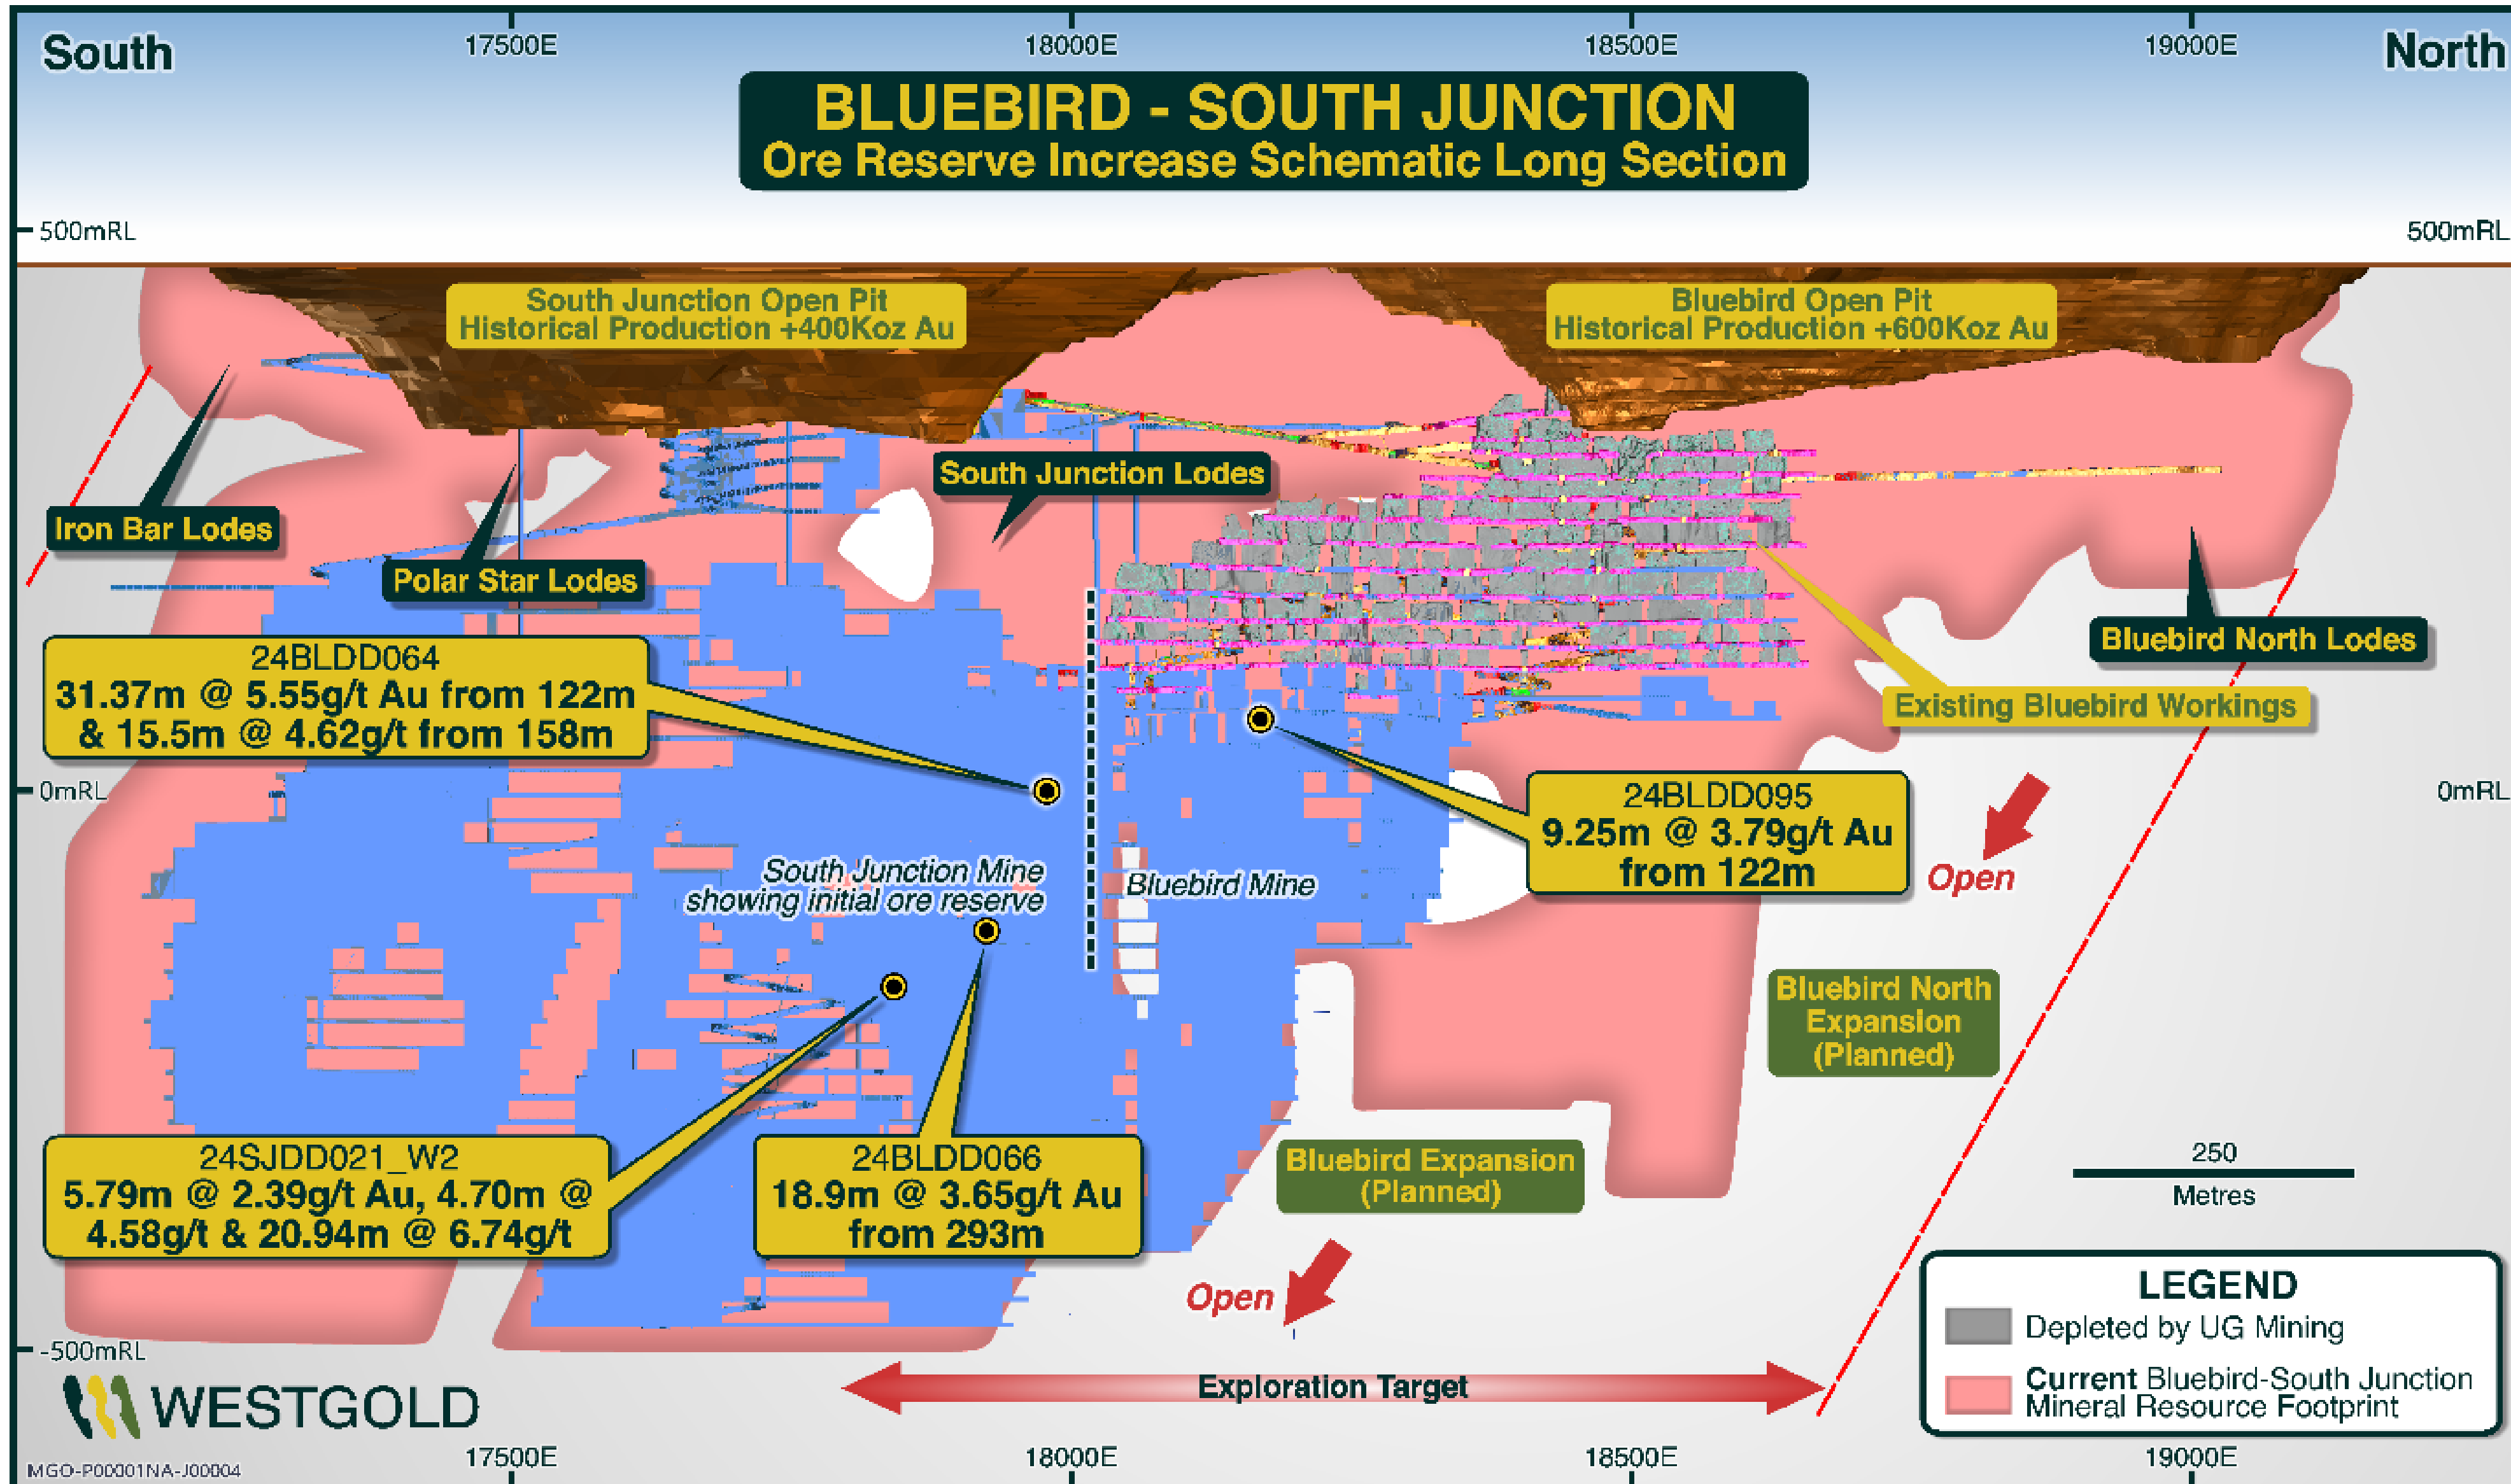 South
17500E
18000E
18500E
19000E
North
BLUEBIRD - SOUTH JUNCTION
Ore Reserve Increase Schematic Long Section
500mRL
500mRL
South Junction Open Pit
Historical Production +400Koz Au
Bluebird Open Pit
Historical Production +600Koz Au
South Junction Lodes
Iron Bar Lodes
Polar Star Lodes
Bluebird North Lodes
24BLDD064
31.37m @ 5.55g/t Au from 122m
& 15.5m @ 4.62g/t from 158m
Existing Bluebird Workings
0mRL
0mRL
24BLDD095
9.25m @ 3.79g/t Au
from 122m
South Junction Mine
showing initial ore reserve
Bluebird Mine
Open
Bluebird North
Expansion
(Planned)
24SJDD021_W2
5.79m @ 2.39g/t Au, 4.70m @
4.58g/t & 20.94m @ 6.74g/t
24BLDD066
18.9m @ 3.65g/t Au
from 293m
Bluebird Expansion
(Planned)
250
Metres
Open
LEGEND
Depleted by UG Mining
Current Bluebird-South Junction
Mineral Resource Footprint
-500mRL
Exploration Target
WESTGOLD
MGO-P00001NA-J00004
17500E
18000E
18500E
19000E